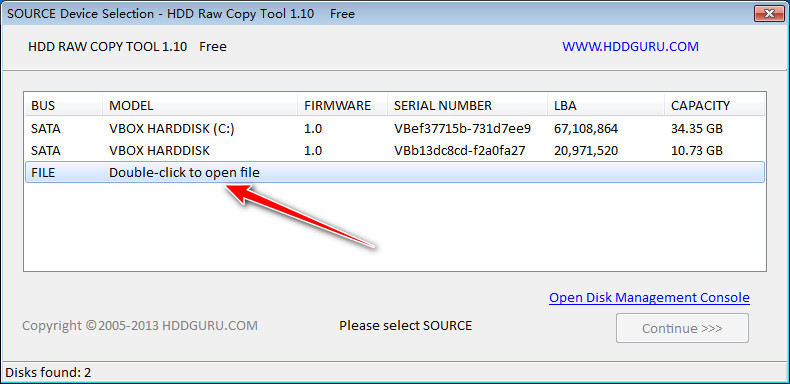 SOURCE Device Selection - HDD Raw Copy Tool 1.10 Free
HDD RAW COPY TOOL 1.10 Free WWW.HDDGURU.COM
BUS MODEL FIRMWARE SERIAL NUMBER LBA CAPACITY
SATA VBOX HARDDISK (C:) 1.0 VBef37715b-731d7ee9 67,108,864 34.35 GB
SATA VBOX HARDDISK 1.0 VBb13dc8cd-f2a0fa27 20,971,520 10.73 GB
FILE Double-click to open file
Open Disk Management Console
Copyright ©2005-2013 HDDGURU.COM Please select SOURCE Continue >>>
Disks found: 2